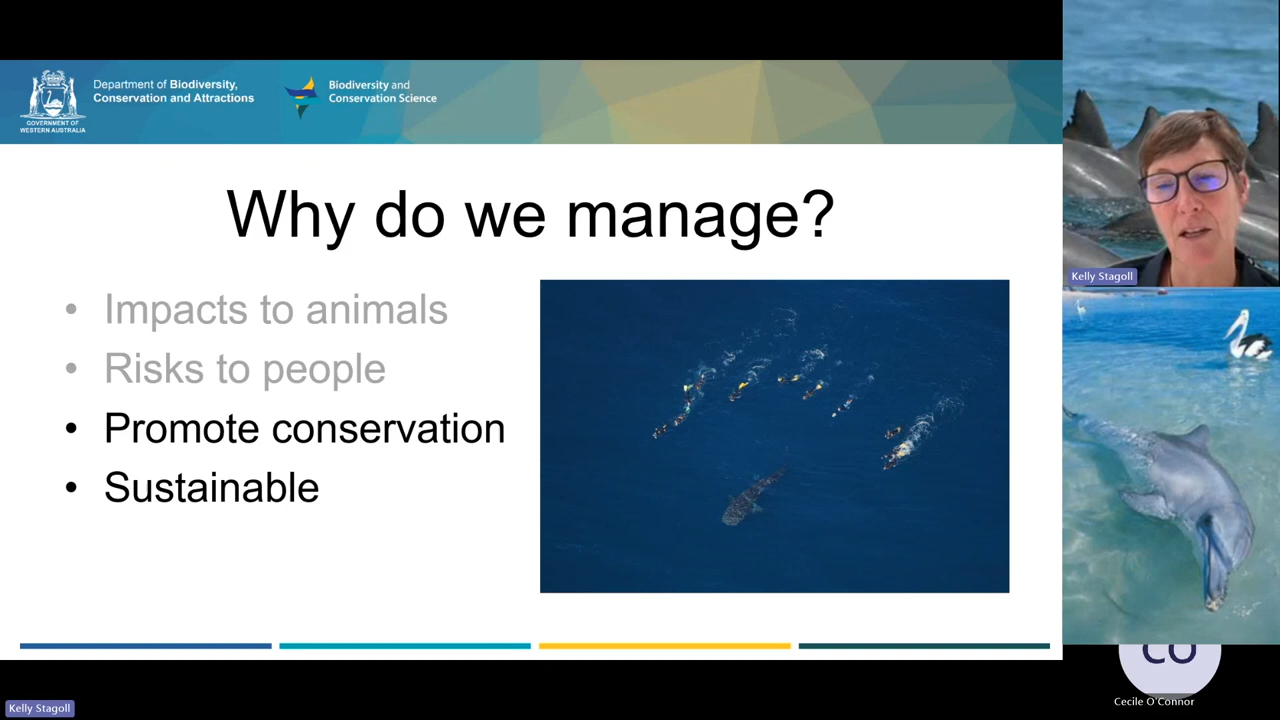 Department of Biodiversity,
Conservation and Attractions
GOVERNMENT OF
WESTERN AUSTRALIA
Biodiversity and
Conservation Science
Why do we manage?
• Impacts to animals
• Risks to people
• Promote conservation
• Sustainable
Kelly Stagoll
CO
Cecile O'Connor
Kelly Stagoll